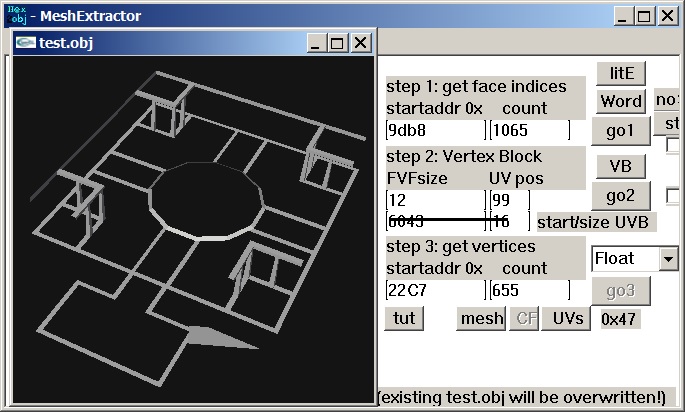 Hex
obj - MeshExtractor
test.obj
step 1: get face indices
startaddr 0x count
9db8 1065
litE
Word
go1
no
st
step 2: Vertex Block
FVFsize UV pos
12 99
6043 16 start/size UVB
VB
go2
step 3: get vertices
startaddr 0x count
22C7 655
Float
go3
tut mesh CF UVs 0x47
(existing test.obj will be overwritten!)